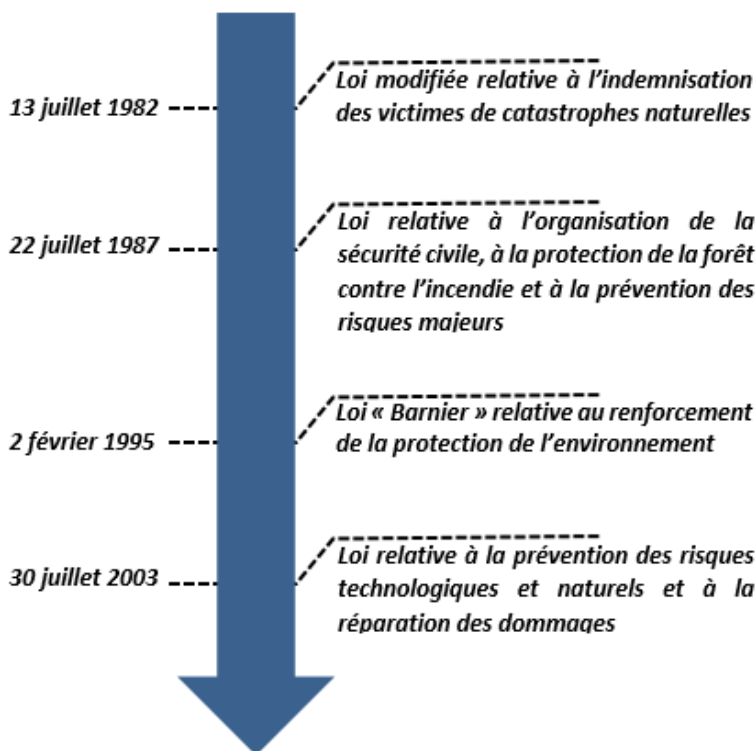 13 juillet 1982
Loi modifiée relative à l'indemnisation
des victimes de catastrophes naturelles
22 juillet 1987
Loi relative à l'organisation de la
sécurité civile, à la protection de la forêt
contre l'incendie et à la prévention des
risques majeurs
2 février 1995
Loi « Barnier » relative au renforcement
de la protection de l'environnement
30 juillet 2003
Loi relative à la prévention des risques
technologiques et naturels et à la
réparation des dommages